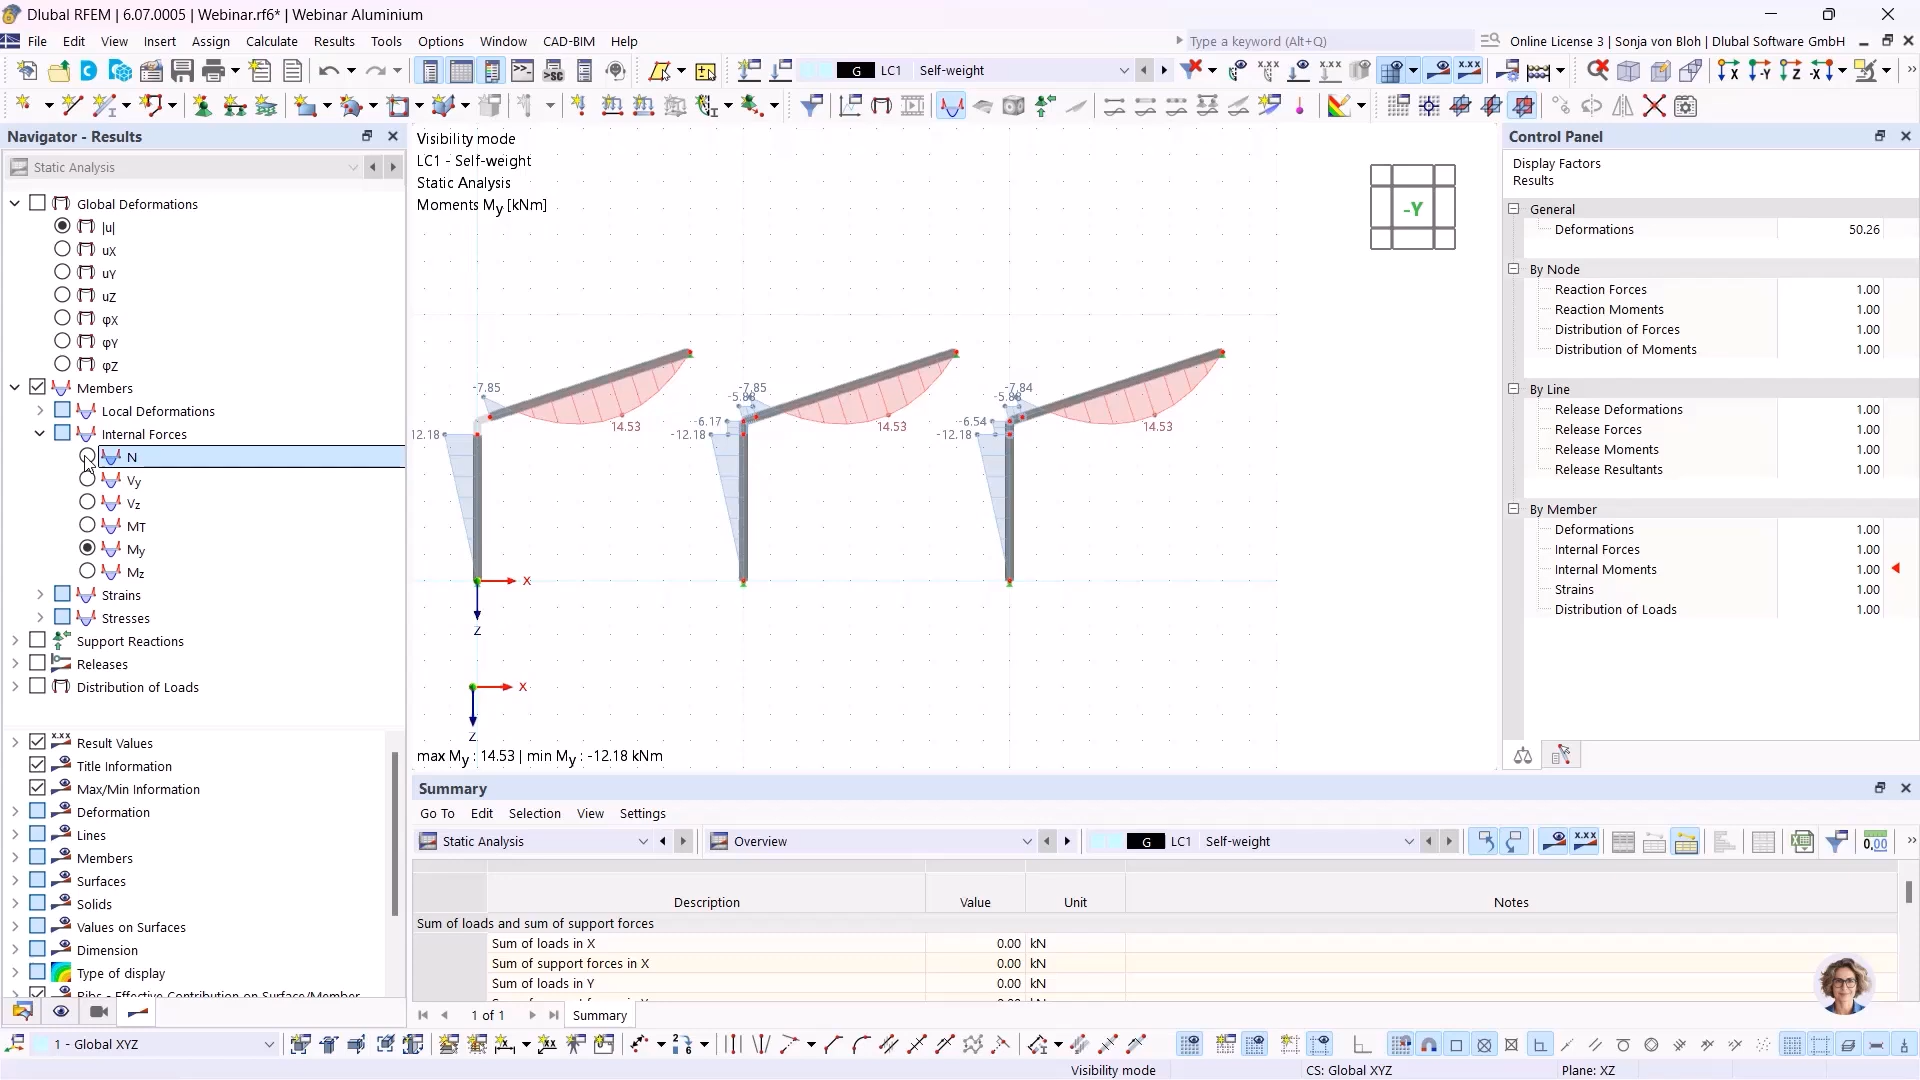 Dlubal RFEM | 6.07.0005 | Webinar.rf6* | Webinar Aluminium
File Edit View Insert Assign Calculate Results Tools Options Window CAD-BIM Help
Type a keyword (Alt+Q)
Online License 3 | Sonja von Bloh | Dlubal Software GmbH
G LC1 Self-weight
Navigator - Results
Static Analysis
Global Deformations
|u|
uX
uY
uZ
φX
φY
φZ
Members
Local Deformations
Internal Forces
N
Vy
Vz
MT
My
Mz
Strains
Stresses
Support Reactions
Releases
Distribution of Loads
Result Values
Title Information
Max/Min Information
Deformation
Lines
Members
Surfaces
Solids
Values on Surfaces
Dimension
Type of display
Ribs - Effective Contribution on Surface/Member
Visibility mode
LC1 - Self-weight
Static Analysis
Moments My [kNm]
-Y
-7.85 -7.85 -7.84
-5.88 -5.88
-6.17 -6.54
12.18 -12.18 -12.18
14.53 14.53 14.53
X
Z
X
Z
max My : 14.53 | min My : -12.18 kNm
Control Panel
Display Factors
Results
General
Deformations 50.26
By Node
Reaction Forces 1.00
Reaction Moments 1.00
Distribution of Forces 1.00
Distribution of Moments 1.00
By Line
Release Deformations 1.00
Release Forces 1.00
Release Moments 1.00
Release Resultants 1.00
By Member
Deformations 1.00
Internal Forces 1.00
Internal Moments 1.00
Strains 1.00
Distribution of Loads 1.00
Summary
Go To Edit Selection View Settings
Static Analysis Overview G LC1 Self-weight
Description Value Unit Notes
Sum of loads and sum of support forces
Sum of loads in X 0.00 kN
Sum of support forces in X 0.00 kN
Sum of loads in Y 0.00 kN
1 of 1 Summary
1 - Global XYZ
Visibility mode CS: Global XYZ Plane: XZ